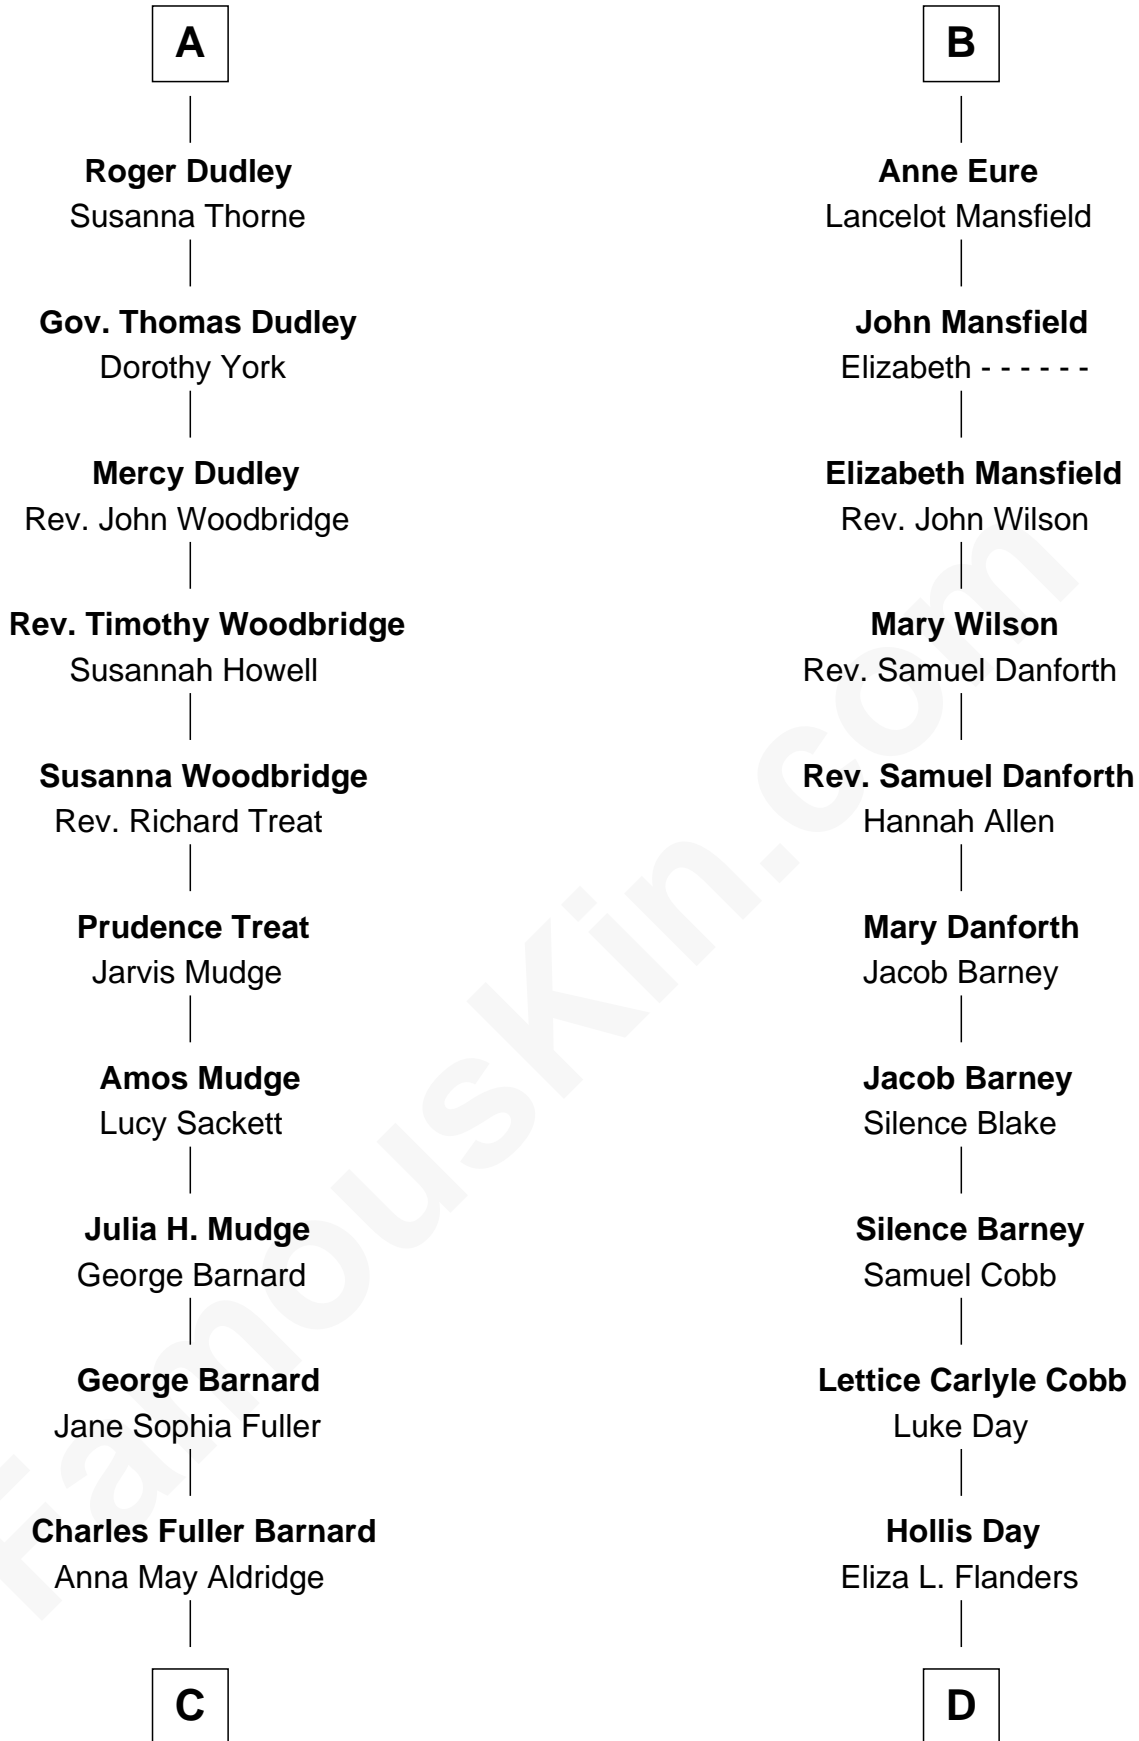 A
Roger Dudley
Susanna Thorne
Gov. Thomas Dudley
Dorothy York
Mercy Dudley
Rev. John Woodbridge
Rev. Timothy Woodbridge
Susannah Howell
Susanna Woodbridge
Rev. Richard Treat
Prudence Treat
Jarvis Mudge
Amos Mudge
Lucy Sackett
Julia H. Mudge
George Barnard
George Barnard
Jane Sophia Fuller
Charles Fuller Barnard
Anna May Aldridge
C
B
Anne Eure
Lancelot Mansfield
John Mansfield
Elizabeth - - - - - -
Elizabeth Mansfield
Rev. John Wilson
Mary Wilson
Rev. Samuel Danforth
Rev. Samuel Danforth
Hannah Allen
Mary Danforth
Jacob Barney
Jacob Barney
Silence Blake
Silence Barney
Samuel Cobb
Lettice Carlyle Cobb
Luke Day
Hollis Day
Eliza L. Flanders
D
FamousKin.com